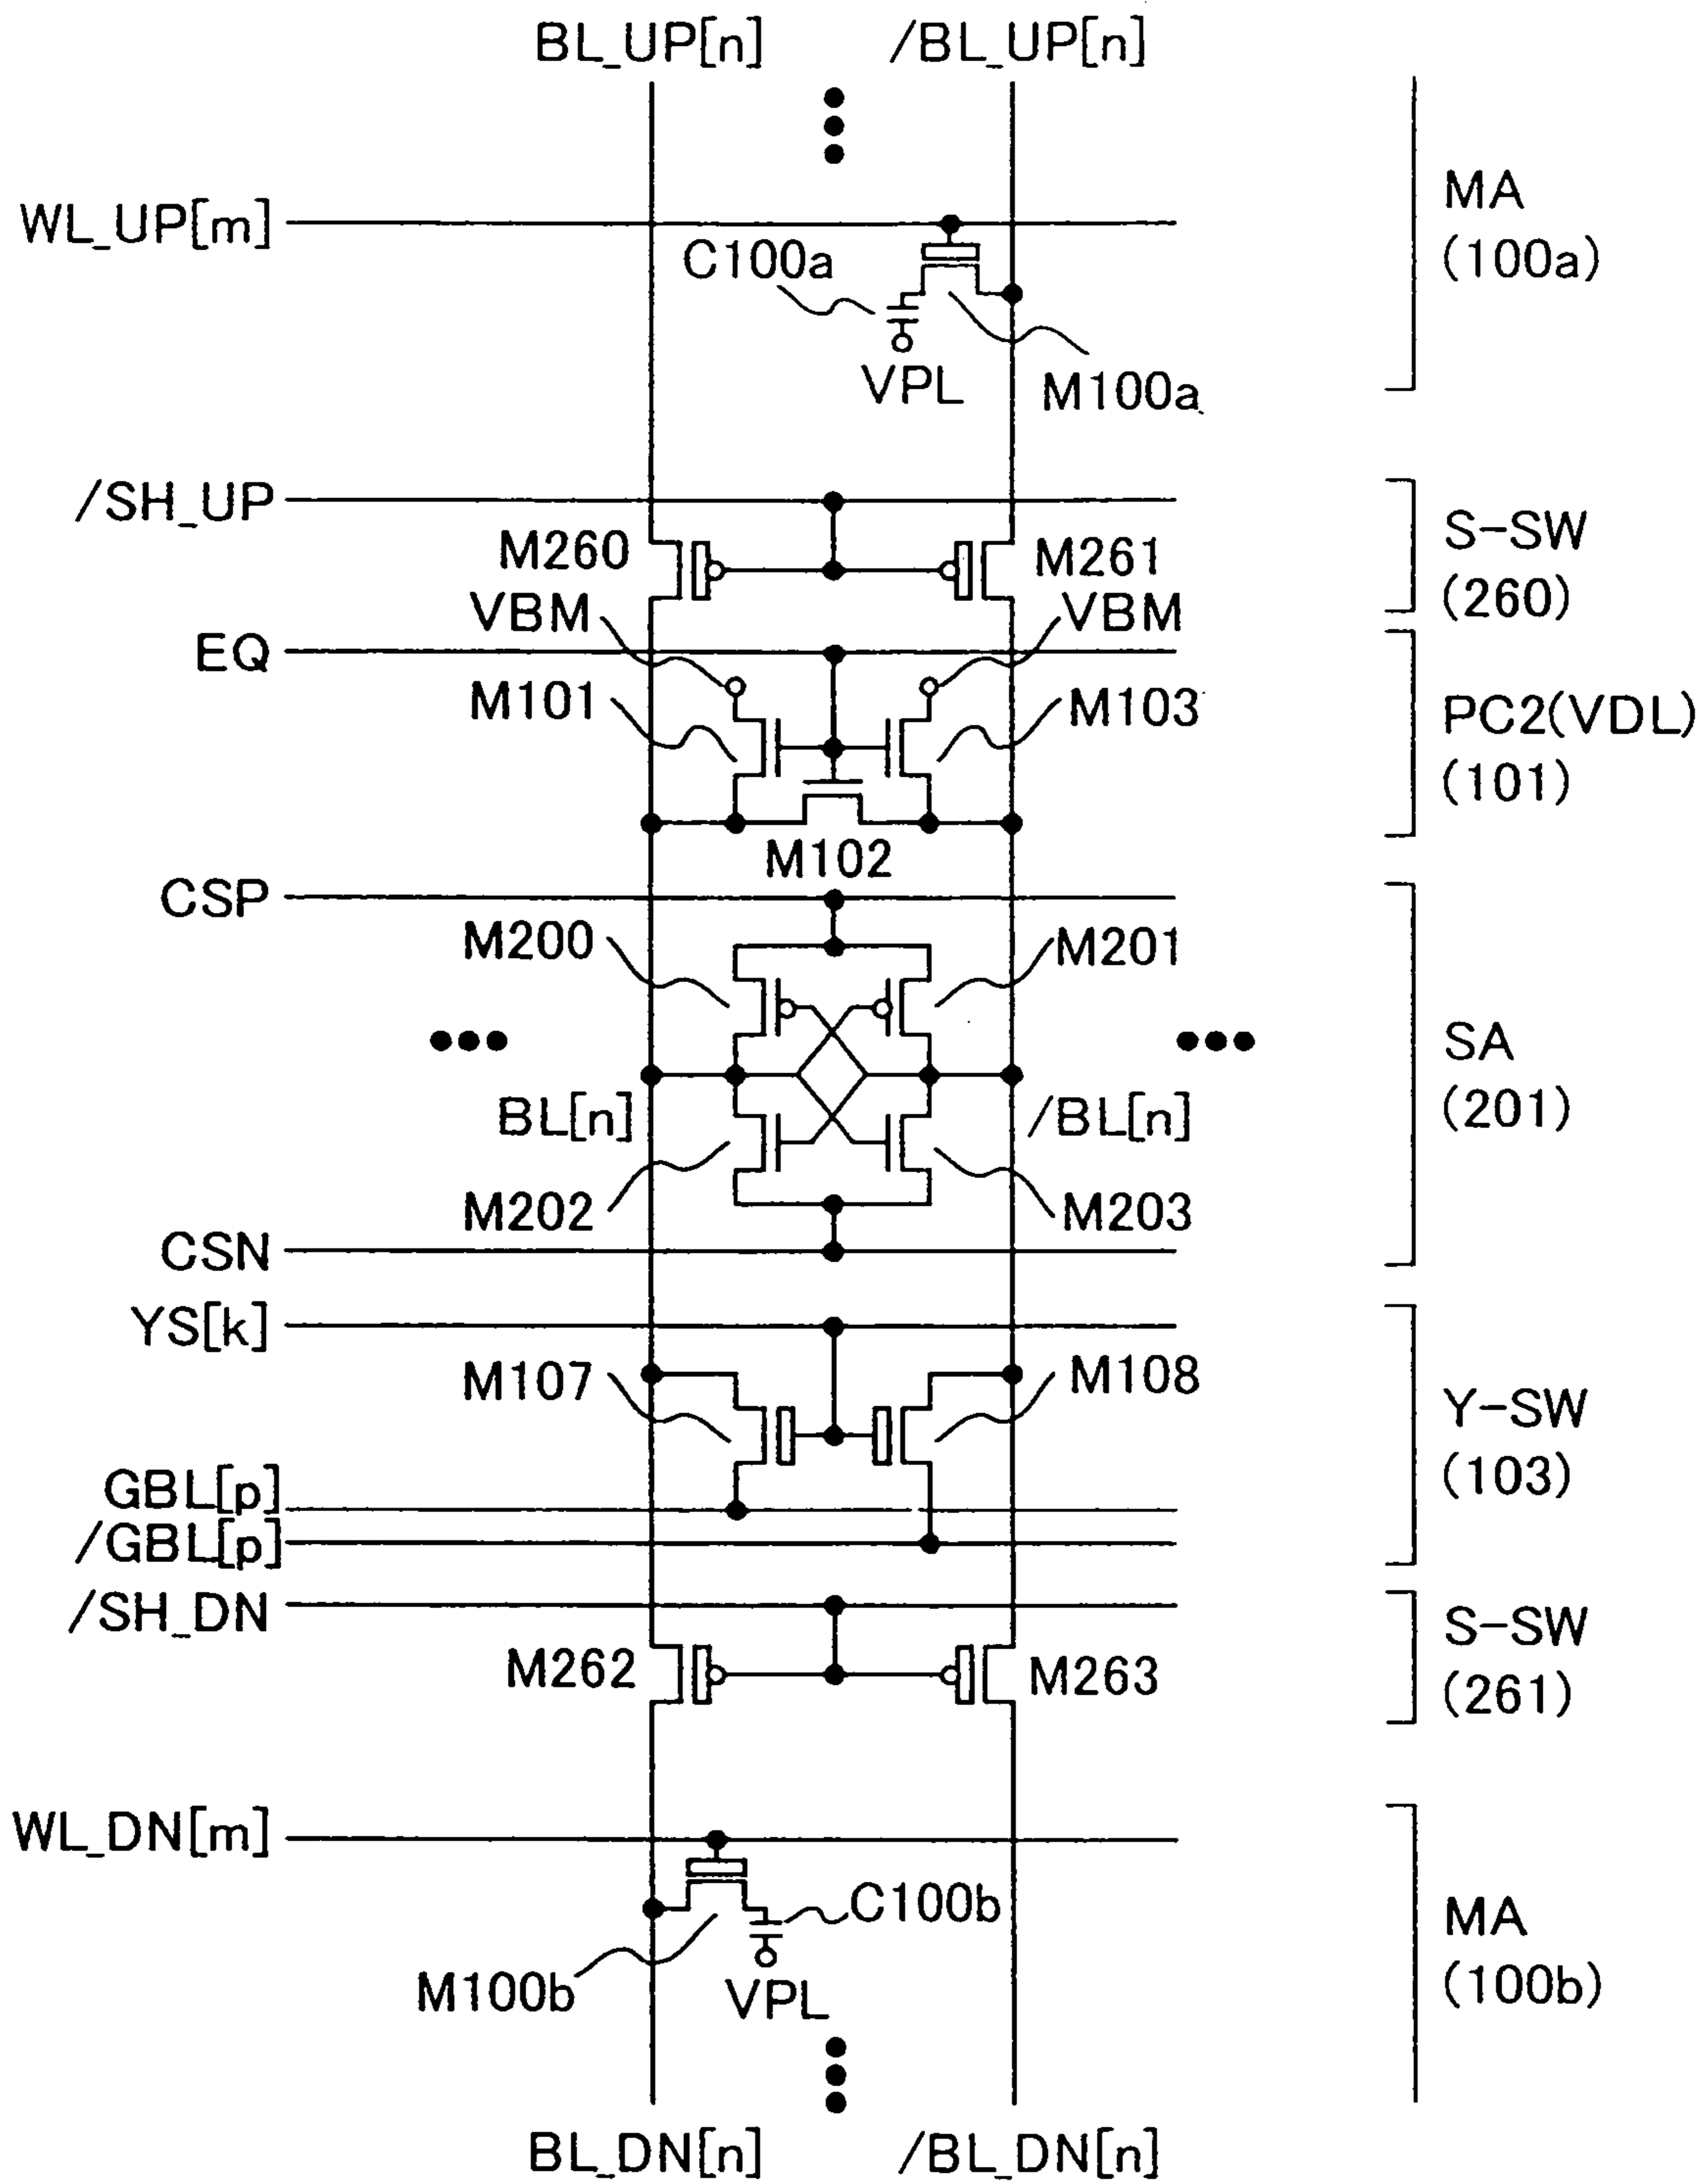 BL_UP[n]
/BL_UP[n]
WL_UP[m]
C100a
VPL
M100a
MA
(100a)
/SH_UP
M260
M261
S-SW
(260)
VBM
VBM
EQ
M101
M103
M102
PC2(VDL)
(101)
CSP
M200
M201
BL[n]
/BL[n]
M202
M203
CSN
SA
(201)
YS[k]
M107
M108
GBL[p]
/GBL[p]
Y-SW
(103)
/SH_DN
M262
M263
S-SW
(261)
WL_DN[m]
C100b
M100b
VPL
MA
(100b)
BL_DN[n]
/BL_DN[n]